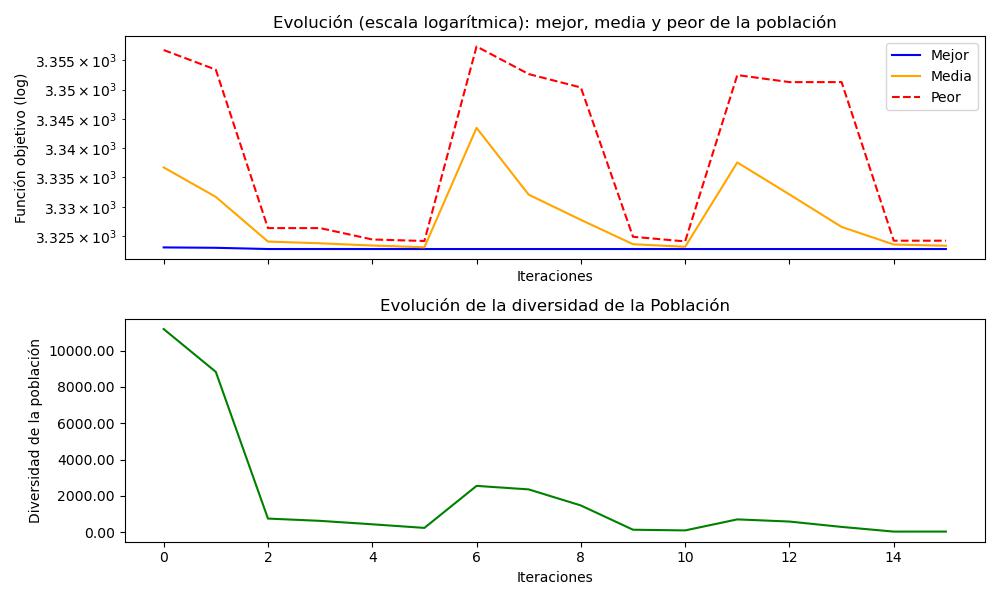 Evolución (escala logarítmica): mejor, media y peor de la población
Función objetivo (log)
3.355 × 10³
3.35 × 10³
3.345 × 10³
3.34 × 10³
3.335 × 10³
3.33 × 10³
3.325 × 10³
Mejor
Media
Peor
Iteraciones
Evolución de la diversidad de la Población
Diversidad de la población
10000.00
8000.00
6000.00
4000.00
2000.00
0.00
0 2 4 6 8 10 12 14
Iteraciones